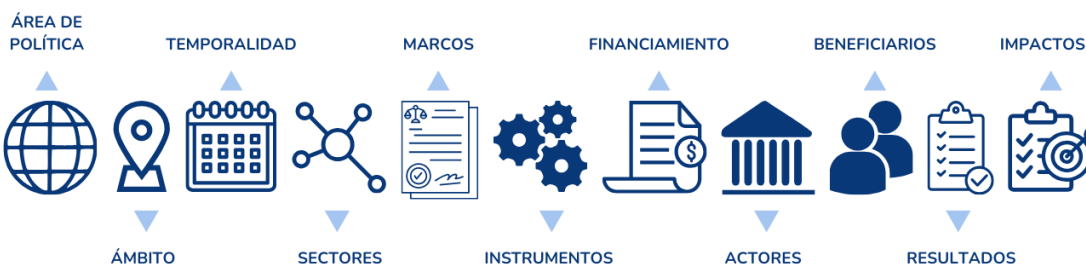 ÁREA DE
POLÍTICA
TEMPORALIDAD
MARCOS
FINANCIAMIENTO
BENEFICIARIOS
IMPACTOS
$
ÁMBITO
SECTORES
INSTRUMENTOS
ACTORES
RESULTADOS